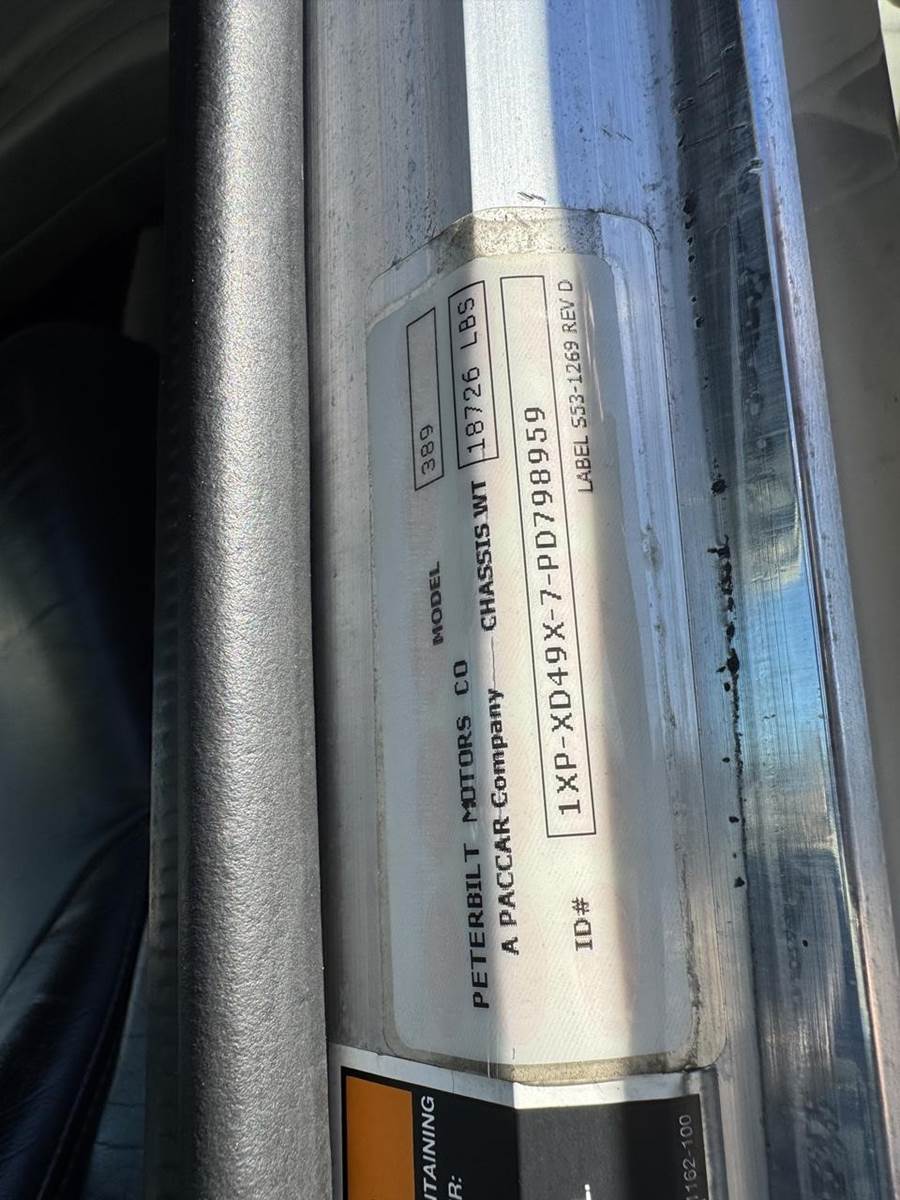 MODEL 389
PETERBILT MOTORS CO
A PACCAR Company CHASSIS WT 18726 LBS
ID# 1XP-XD49X-7-PD798959
LABEL S53-1269 REV D
R: